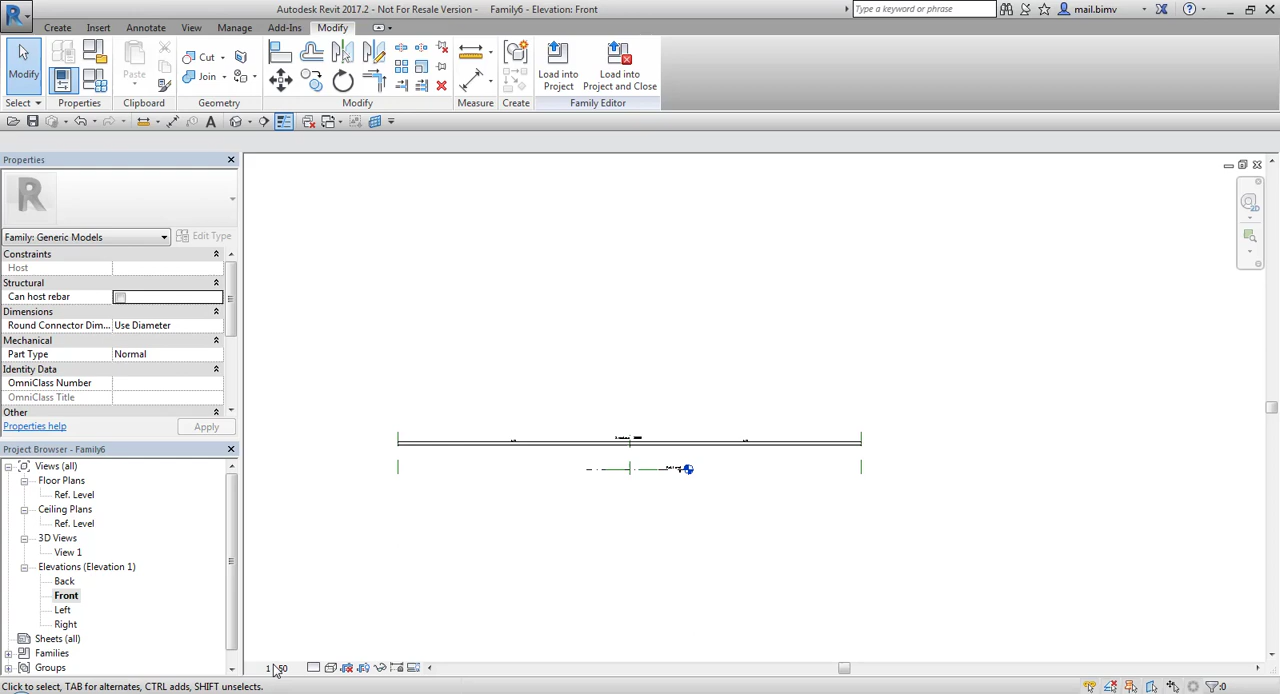 Autodesk Revit 2017.2 - Not For Resale Version - Family6 - Elevation: Front
Type a keyword or phrase
mail.bimv
Create Insert Annotate View Manage Add-Ins Modify
Modify
Paste
Cut
Join
Load into Project
Load into Project and Close
Select Properties Clipboard Geometry Modify Measure Create Family Editor
Properties
Family: Generic Models
Edit Type
Constraints
Host
Structural
Can host rebar
Dimensions
Round Connector Dim... Use Diameter
Mechanical
Part Type Normal
Identity Data
OmniClass Number
OmniClass Title
Other
Properties help
Apply
Project Browser - Family6
Views (all)
Floor Plans
Ref. Level
Ceiling Plans
Ref. Level
3D Views
View 1
Elevations (Elevation 1)
Back
Front
Left
Right
Sheets (all)
Families
Groups
Click to select, TAB for alternates, CTRL adds, SHIFT unselects.
:0